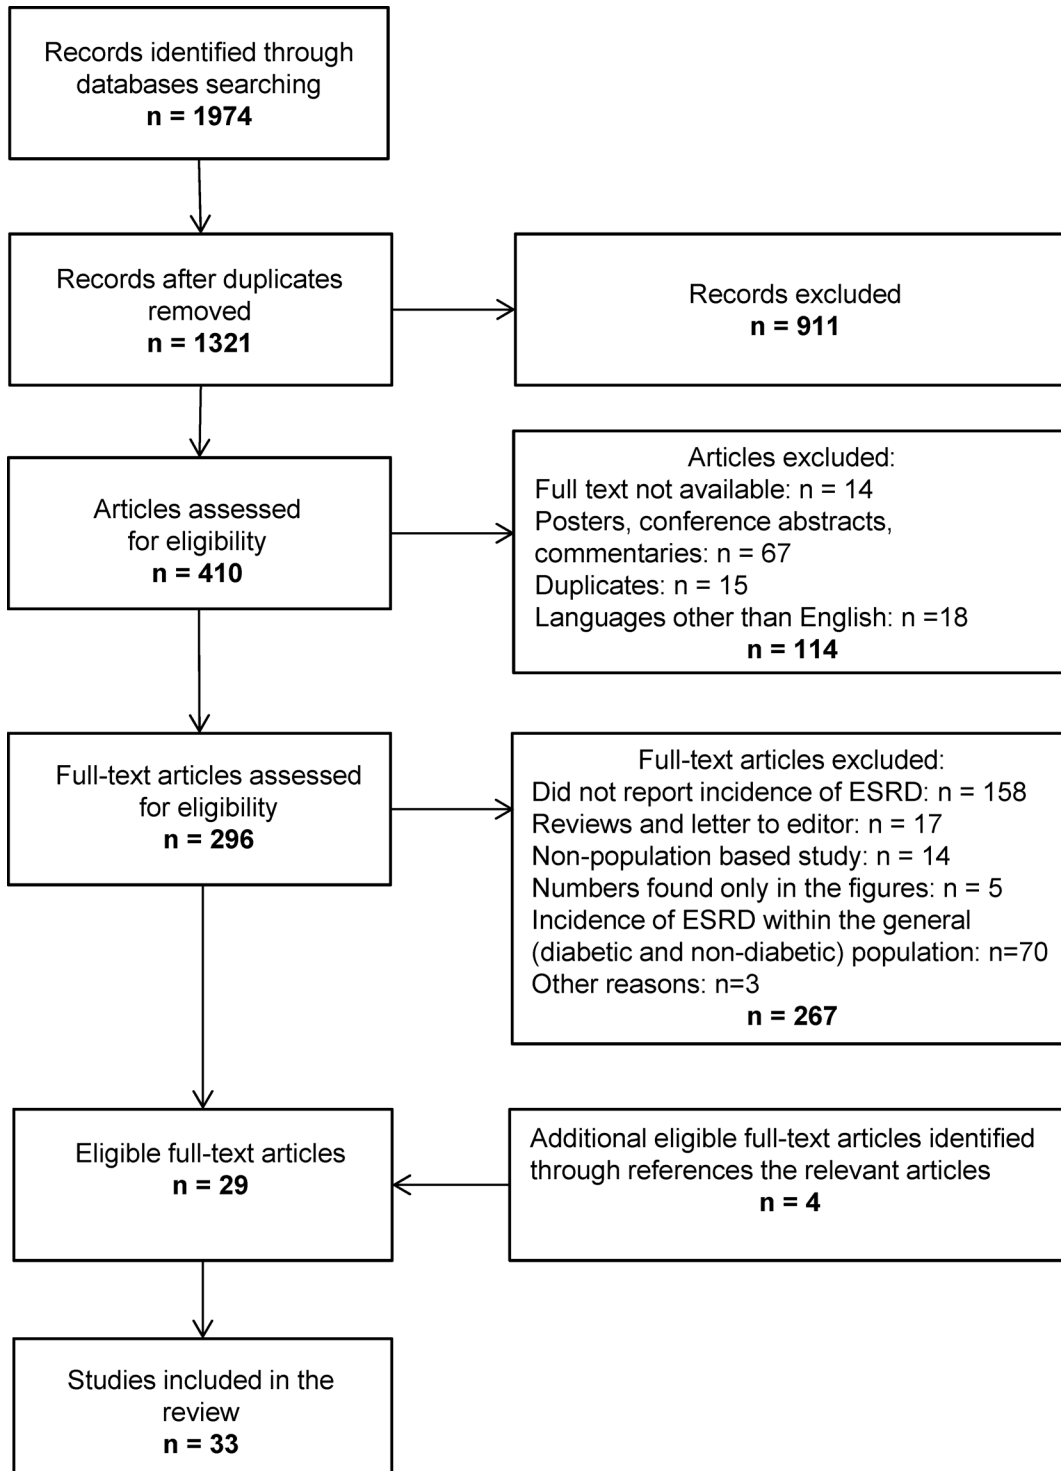 Records identified through
databases searching
n = 1974
Records after duplicates
removed
n = 1321
Records excluded
n = 911
Articles assessed
for eligibility
n = 410
Articles excluded:
Full text not available: n = 14
Posters, conference abstracts,
commentaries: n = 67
Duplicates: n = 15
Languages other than English: n =18
n = 114
Full-text articles assessed
for eligibility
n = 296
Full-text articles excluded:
Did not report incidence of ESRD: n = 158
Reviews and letter to editor: n = 17
Non-population based study: n = 14
Numbers found only in the figures: n = 5
Incidence of ESRD within the general
(diabetic and non-diabetic) population: n=70
Other reasons: n=3
n = 267
Eligible full-text articles
n = 29
Additional eligible full-text articles identified
through references the relevant articles
n = 4
Studies included in the
review
n = 33